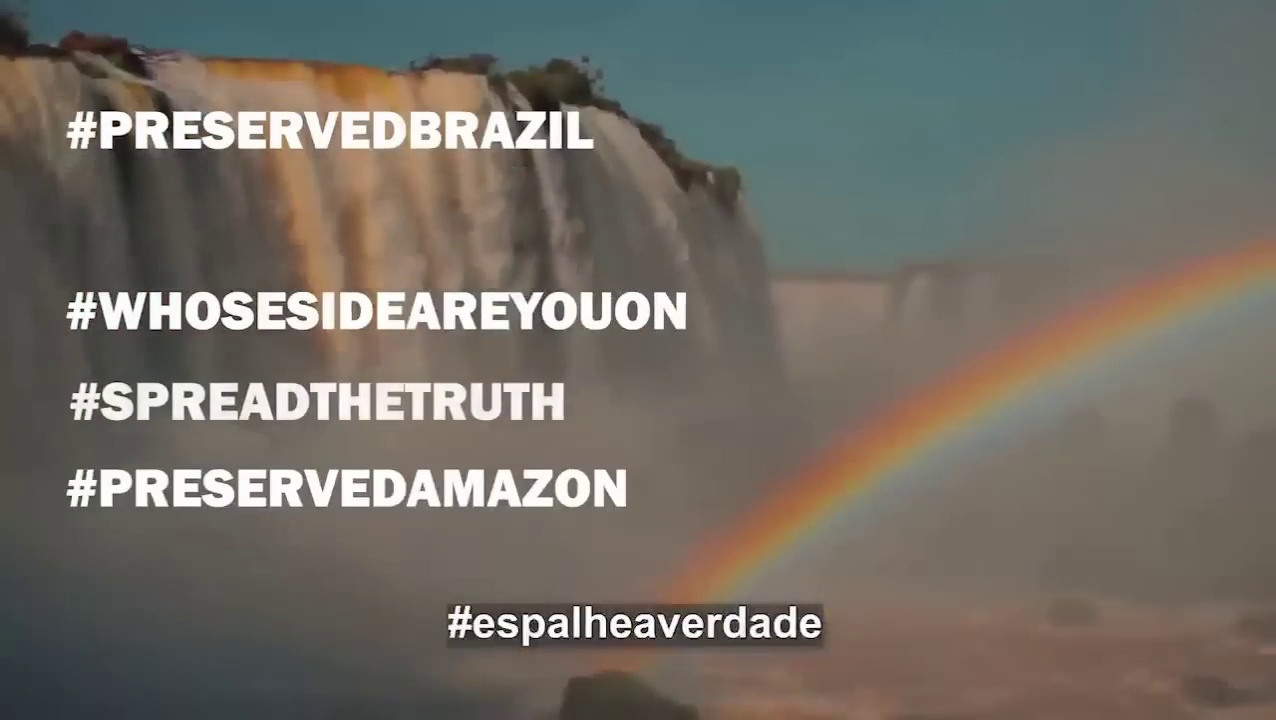 #PRESERVEDBRAZIL
#WHOSESIDEAREYOUON
#SPREADTHETRUTH
#PRESERVEDAMAZON
#espalheaverdade